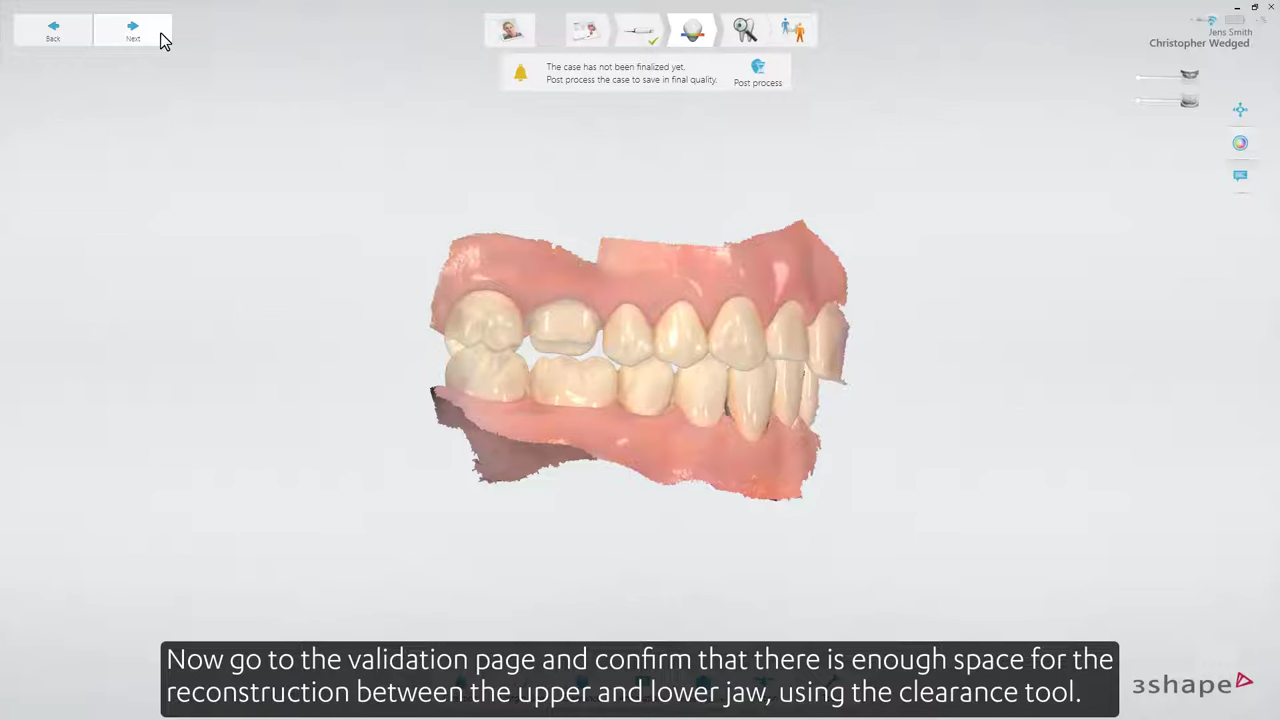 Back
Next
The case has not been finalized yet.
Post process the case to save in final quality.
Post process
Jens Smith
Christopher Wedged
Now go to the validation page and confirm that there is enough space for the
reconstruction between the upper and lower jaw, using the clearance tool.
3shape